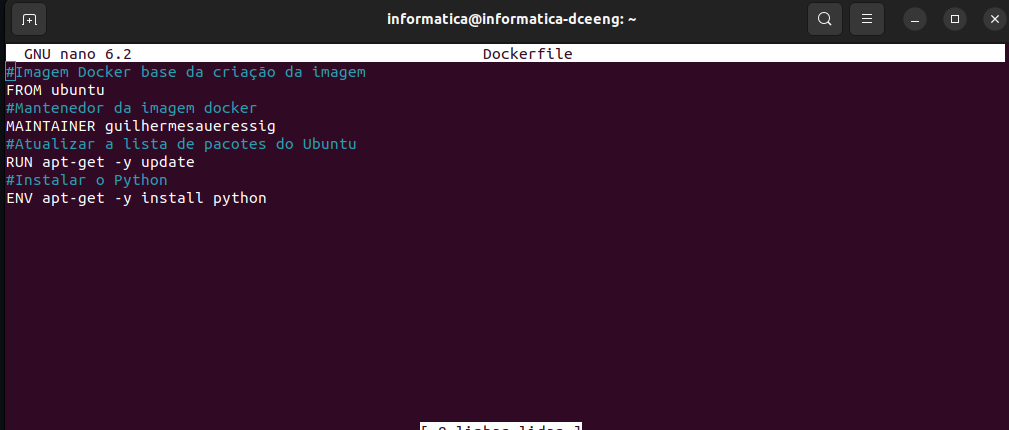 informatica@informatica-dceeng: ~
GNU nano 6.2 Dockerfile
#Imagem Docker base da criação da imagem
FROM ubuntu
#Mantenedor da imagem docker
MAINTAINER guilhermesaueressig
#Atualizar a lista de pacotes do Ubuntu
RUN apt-get -y update
#Instalar o Python
ENV apt-get -y install python